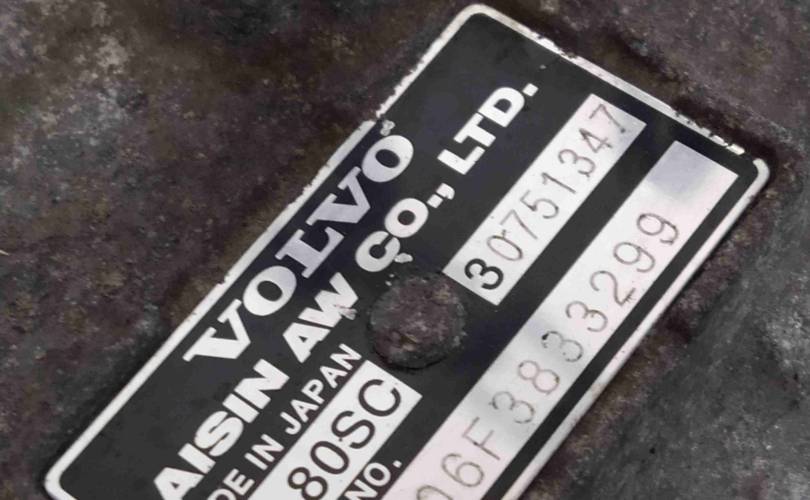 VOLVO
AISIN AW CO., LTD.
DE IN JAPAN
80SC 30751347
NO.
06F3833299